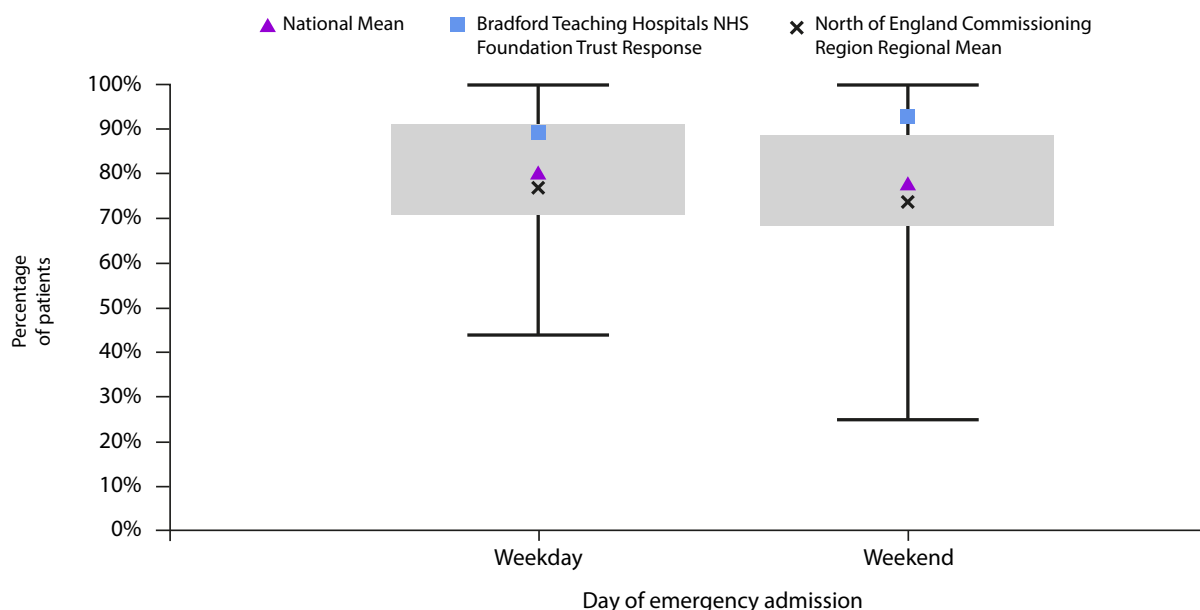 National Mean
Bradford Teaching Hospitals NHS
Foundation Trust Response
North of England Commissioning
Region Regional Mean
100%
90%
80%
70%
60%
50%
40%
30%
20%
10%
0%
Percentage
of patients
Weekday
Weekend
Day of emergency admission